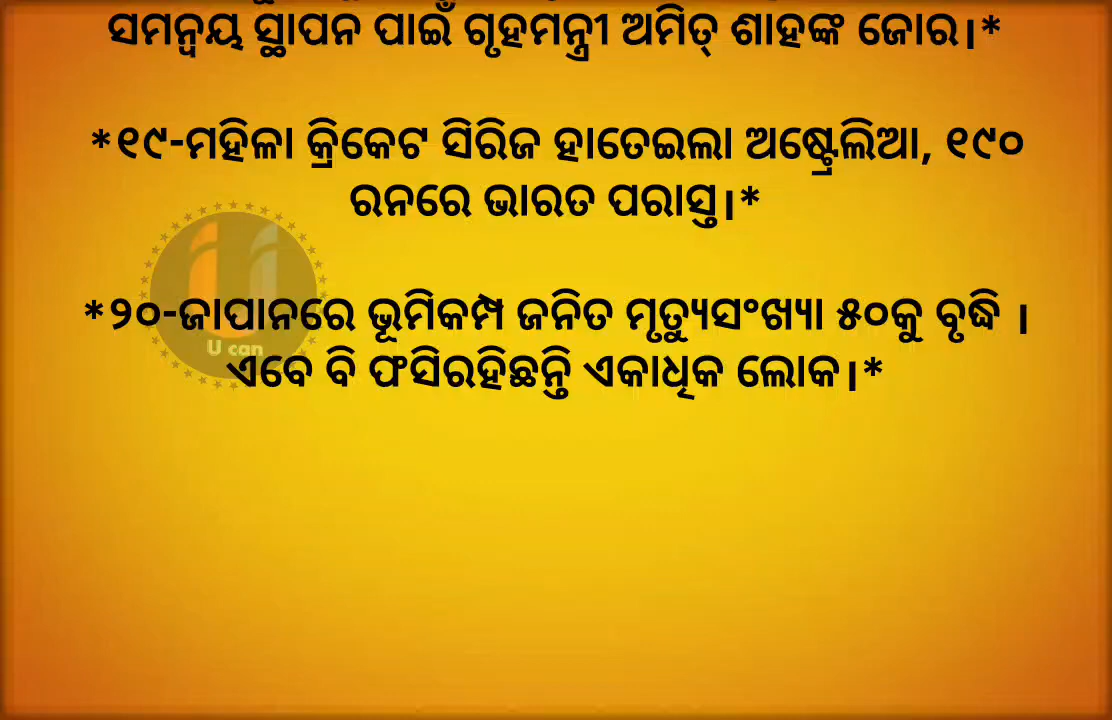 ସମନ୍ୱୟ ସ୍ଥାପନ ପାଇଁ ଗୃହମନ୍ତ୍ରୀ ଅମିତ୍ ଶାହଙ୍କ ଜୋର।*
*୧୯-ମହିଳା କ୍ରିକେଟ ସିରିଜ ହାତେଇଲା ଅଷ୍ଟ୍ରେଲିଆ, ୧୯୦
ରନରେ ଭାରତ ପରାସ୍ତ।*
*୨୦-ଜାପାନରେ ଭୂମିକମ୍ପ ଜନିତ ମୃତ୍ୟୁସଂଖ୍ୟା ୫୦କୁ ବୃଦ୍ଧି ।
U can
ଏବେ ବି ଫସିରହିଛନ୍ତି ଏକାଧିକ ଲୋକ।*